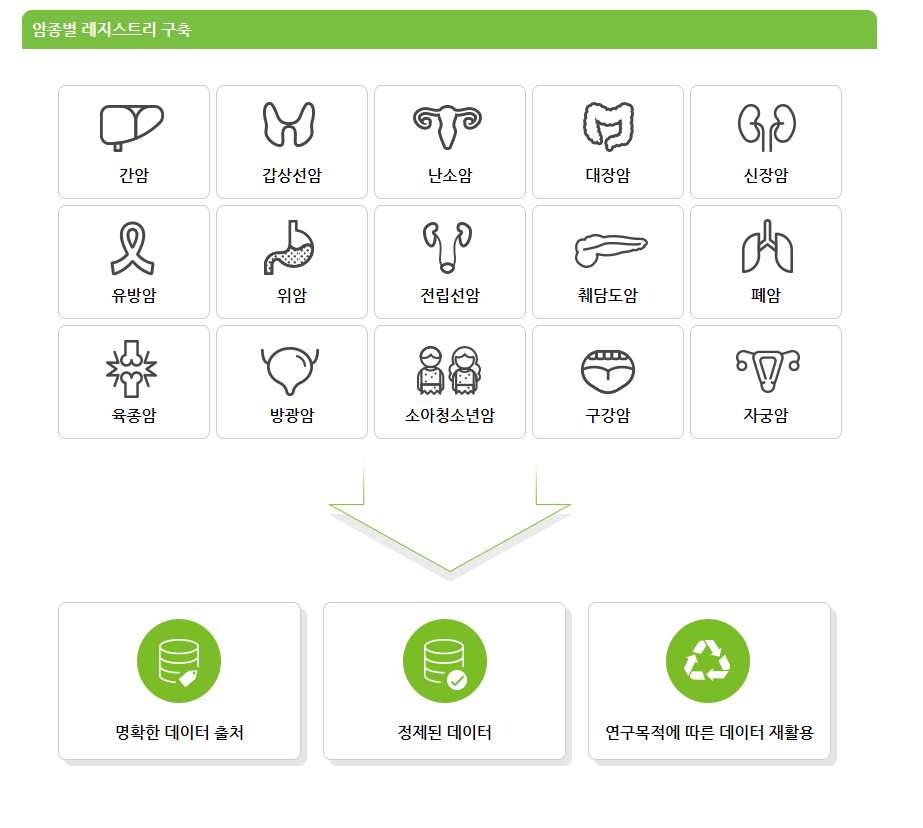 암종별 레지스트리 구축
간암
갑상선암
난소암
대장암
신장암
유방암
위암
전립선암
췌담도암
폐암
육종암
방광암
소아청소년암
구강암
자궁암
명확한 데이터 출처
정제된 데이터
연구목적에 따른 데이터 재활용